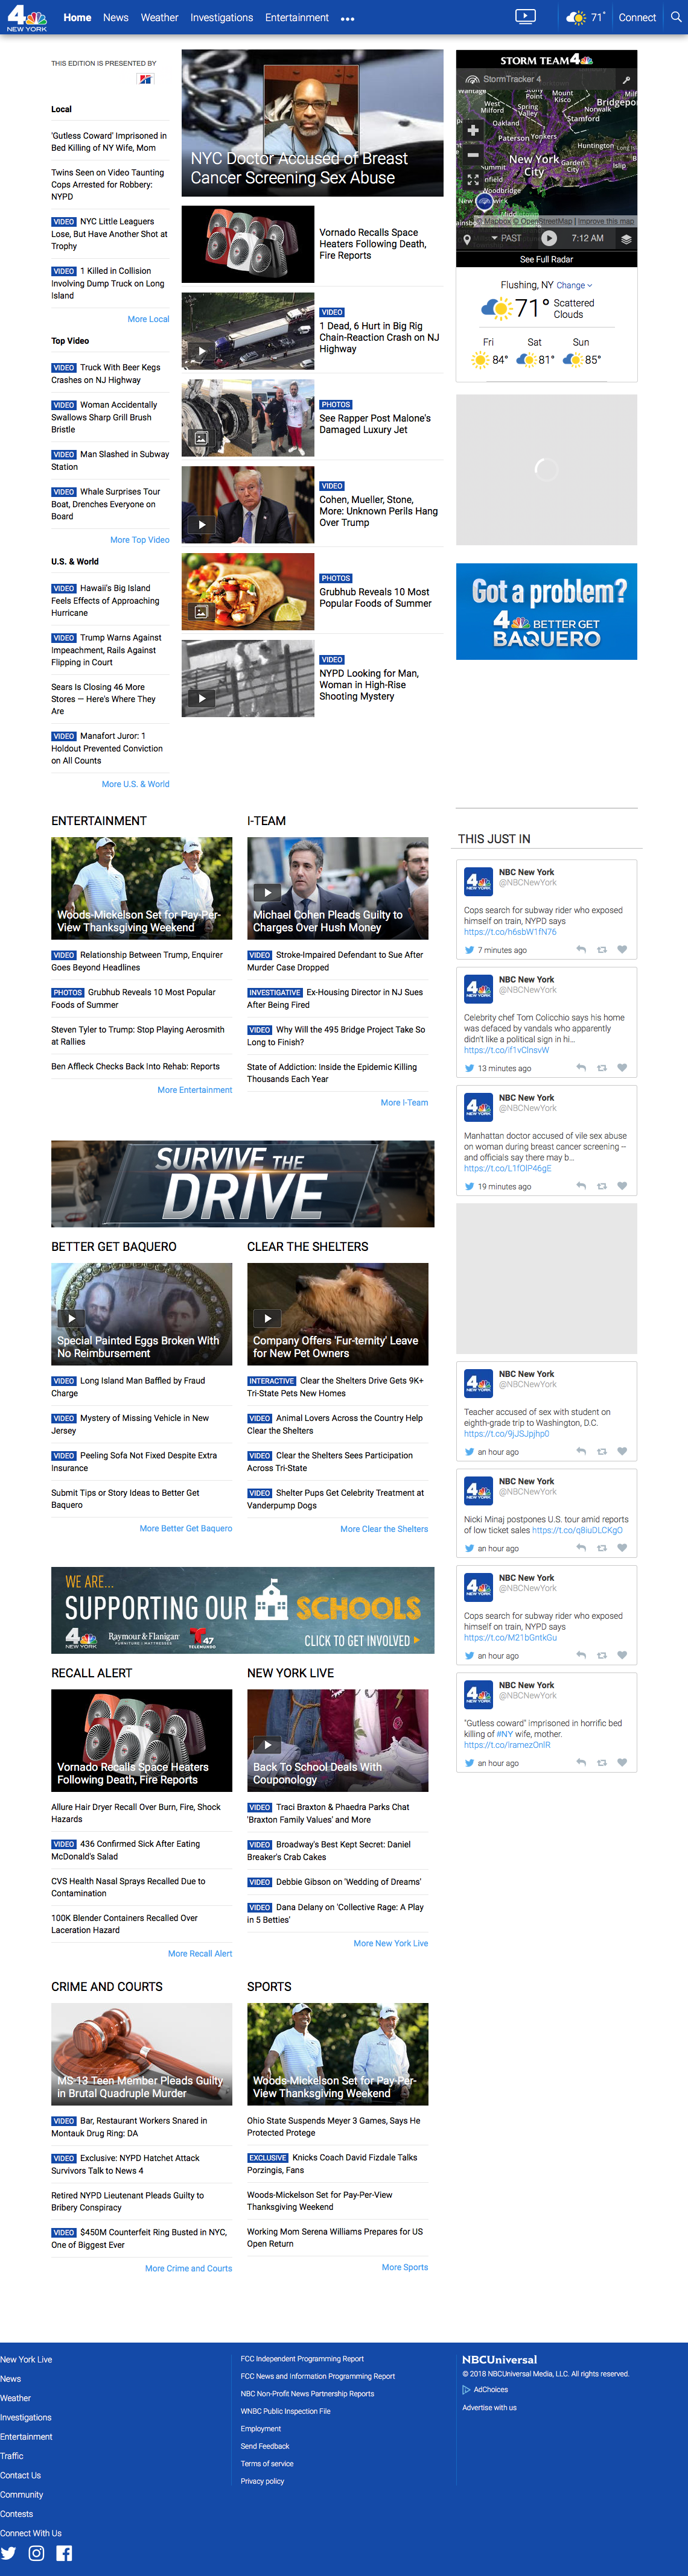 4
NEW YORK
Home
News
Weather
Investigations
Entertainment
71°
Connect
THIS EDITION IS PRESENTED BY
Local
'Gutless Coward' Imprisoned in
Bed Killing of NY Wife, Mom
Twins Seen on Video Taunting
Cops Arrested for Robbery:
NYPD
VIDEO NYC Little Leaguers
Lose, But Have Another Shot at
Trophy
VIDEO 1 Killed in Collision
Involving Dump Truck on Long
Island
More Local
Top Video
VIDEO Truck With Beer Kegs
Crashes on NJ Highway
VIDEO Woman Accidentally
Swallows Sharp Grill Brush
Bristle
VIDEO Man Slashed in Subway
Station
VIDEO Whale Surprises Tour
Boat, Drenches Everyone on
Board
More Top Video
U.S. & World
VIDEO Hawaii's Big Island
Feels Effects of Approaching
Hurricane
VIDEO Trump Warns Against
Impeachment, Rails Against
Flipping in Court
Sears Is Closing 46 More
Stores — Here's Where They
Are
VIDEO Manafort Juror: 1
Holdout Prevented Conviction
on All Counts
More U.S. & World
NYC Doctor Accused of Breast
Cancer Screening Sex Abuse
Vornado Recalls Space
Heaters Following Death,
Fire Reports
VIDEO
1 Dead, 6 Hurt in Big Rig
Chain-Reaction Crash on NJ
Highway
PHOTOS
See Rapper Post Malone's
Damaged Luxury Jet
VIDEO
Cohen, Mueller, Stone,
More: Unknown Perils Hang
Over Trump
PHOTOS
Grubhub Reveals 10 Most
Popular Foods of Summer
VIDEO
NYPD Looking for Man,
Woman in High-Rise
Shooting Mystery
STORM TEAM 4
StormTracker 4
Point
Mount
Kisco
Norwalk
Bridgepor
West
Milford
Spring
Valley
Stamford
Oakland
Paterson
Yonkers
Huntington
New York
City
Garden
City
Islip
Woodbridge
© Mapbox © OpenStreetMap | Improve this map
PAST
7:12 AM
See Full Radar
Flushing, NY Change
71° Scattered
Clouds
Fri
Sat
Sun
84°
81°
85°
Got a problem?
4 BETTER GET
BAQUERO
ENTERTAINMENT
Woods-Mickelson Set for Pay-Per-
View Thanksgiving Weekend
VIDEO Relationship Between Trump, Enquirer
Goes Beyond Headlines
PHOTOS Grubhub Reveals 10 Most Popular
Foods of Summer
Steven Tyler to Trump: Stop Playing Aerosmith
at Rallies
Ben Affleck Checks Back Into Rehab: Reports
More Entertainment
I-TEAM
Michael Cohen Pleads Guilty to
Charges Over Hush Money
VIDEO Stroke-Impaired Defendant to Sue After
Murder Case Dropped
INVESTIGATIVE Ex-Housing Director in NJ Sues
After Being Fired
VIDEO Why Will the 495 Bridge Project Take So
Long to Finish?
State of Addiction: Inside the Epidemic Killing
Thousands Each Year
More I-Team
SURVIVE THE
DRIVE
BETTER GET BAQUERO
Special Painted Eggs Broken With
No Reimbursement
VIDEO Long Island Man Baffled by Fraud
Charge
VIDEO Mystery of Missing Vehicle in New
Jersey
VIDEO Peeling Sofa Not Fixed Despite Extra
Insurance
Submit Tips or Story Ideas to Better Get
Baquero
More Better Get Baquero
CLEAR THE SHELTERS
Company Offers 'Fur-ternity' Leave
for New Pet Owners
INTERACTIVE Clear the Shelters Drive Gets 9K+
Tri-State Pets New Homes
VIDEO Animal Lovers Across the Country Help
Clear the Shelters
VIDEO Clear the Shelters Sees Participation
Across Tri-State
VIDEO Shelter Pups Get Celebrity Treatment at
Vanderpump Dogs
More Clear the Shelters
WE ARE...
SUPPORTING OUR SCHOOLS
4
NEW YORK
Raymour & Flanigan
FURNITURE | MATTRESSES
47
TELEMUNDO
CLICK TO GET INVOLVED
RECALL ALERT
Vornado Recalls Space Heaters
Following Death, Fire Reports
Allure Hair Dryer Recall Over Burn, Fire, Shock
Hazards
VIDEO 436 Confirmed Sick After Eating
McDonald's Salad
CVS Health Nasal Sprays Recalled Due to
Contamination
100K Blender Containers Recalled Over
Laceration Hazard
More Recall Alert
NEW YORK LIVE
Back To School Deals With
Couponology
VIDEO Traci Braxton & Phaedra Parks Chat
'Braxton Family Values' and More
VIDEO Broadway's Best Kept Secret: Daniel
Breaker's Crab Cakes
VIDEO Debbie Gibson on 'Wedding of Dreams'
VIDEO Dana Delany on 'Collective Rage: A Play
in 5 Betties'
More New York Live
CRIME AND COURTS
MS-13 Teen Member Pleads Guilty
in Brutal Quadruple Murder
VIDEO Bar, Restaurant Workers Snared in
Montauk Drug Ring: DA
VIDEO Exclusive: NYPD Hatchet Attack
Survivors Talk to News 4
Retired NYPD Lieutenant Pleads Guilty to
Bribery Conspiracy
VIDEO $450M Counterfeit Ring Busted in NYC,
One of Biggest Ever
More Crime and Courts
SPORTS
Woods-Mickelson Set for Pay-Per-
View Thanksgiving Weekend
Ohio State Suspends Meyer 3 Games, Says He
Protected Protege
EXCLUSIVE Knicks Coach David Fizdale Talks
Porzingis, Fans
Woods-Mickelson Set for Pay-Per-View
Thanksgiving Weekend
Working Mom Serena Williams Prepares for US
Open Return
More Sports
THIS JUST IN
NBC New York
@NBCNewYork
Cops search for subway rider who exposed
himself on train, NYPD says
https://t.co/h6sbW1fN76
7 minutes ago
NBC New York
@NBCNewYork
Celebrity chef Tom Colicchio says his home
was defaced by vandals who apparently
didn't like a political sign in hi...
https://t.co/if1vClnsvW
13 minutes ago
NBC New York
@NBCNewYork
Manhattan doctor accused of vile sex abuse
on woman during breast cancer screening --
and officials say there may b...
https://t.co/L1fOlP46gE
19 minutes ago
NBC New York
@NBCNewYork
Teacher accused of sex with student on
eighth-grade trip to Washington, D.C.
https://t.co/9jJSJpjhp0
an hour ago
NBC New York
@NBCNewYork
Nicki Minaj postpones U.S. tour amid reports
of low ticket sales https://t.co/q8iuDLCKgO
an hour ago
NBC New York
@NBCNewYork
Cops search for subway rider who exposed
himself on train, NYPD says
https://t.co/M21bGntkGu
an hour ago
NBC New York
@NBCNewYork
"Gutless coward" imprisoned in horrific bed
killing of #NY wife, mother.
https://t.co/lramezOnlR
an hour ago
New York Live
News
Weather
Investigations
Entertainment
Traffic
Contact Us
Community
Contests
Connect With Us
FCC Independent Programming Report
FCC News and Information Programming Report
NBC Non-Profit News Partnership Reports
WNBC Public Inspection File
Employment
Send Feedback
Terms of service
Privacy policy
NBCUniversal
© 2018 NBCUniversal Media, LLC. All rights reserved.
AdChoices
Advertise with us